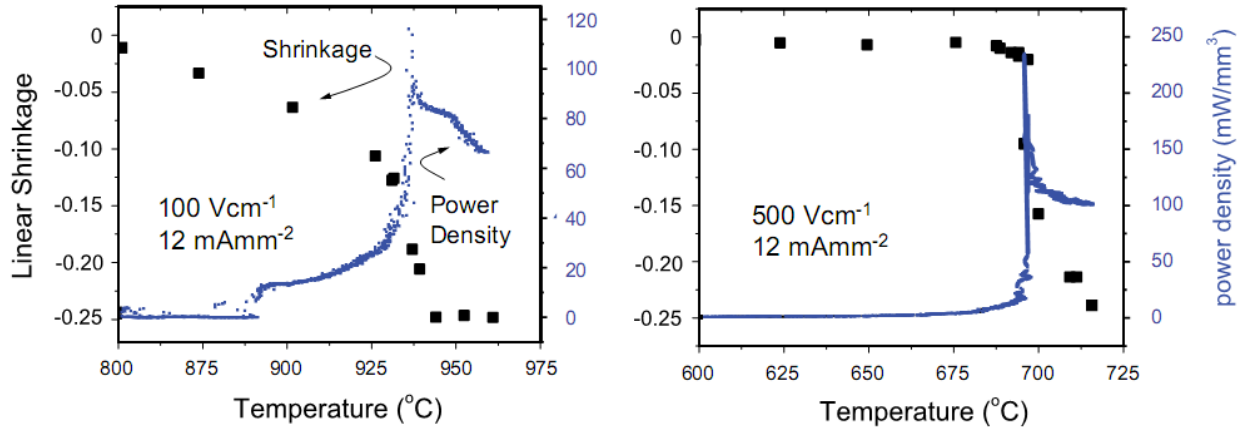 Linear Shrinkage
0
-0.05
-0.10
-0.15
-0.20
-0.25
Shrinkage
100 Vcm-1
12 mAmm-2
Power
Density
120
100
80
60
40
20
0
800 825 850 875 900 925 950 975
Temperature (°C)
0
-0.05
-0.10
-0.15
-0.20
-0.25
500 Vcm-1
12 mAmm-2
250
200
150
100
50
0
power density (mW/mm3)
600 625 650 675 700 725
Temperature (°C)